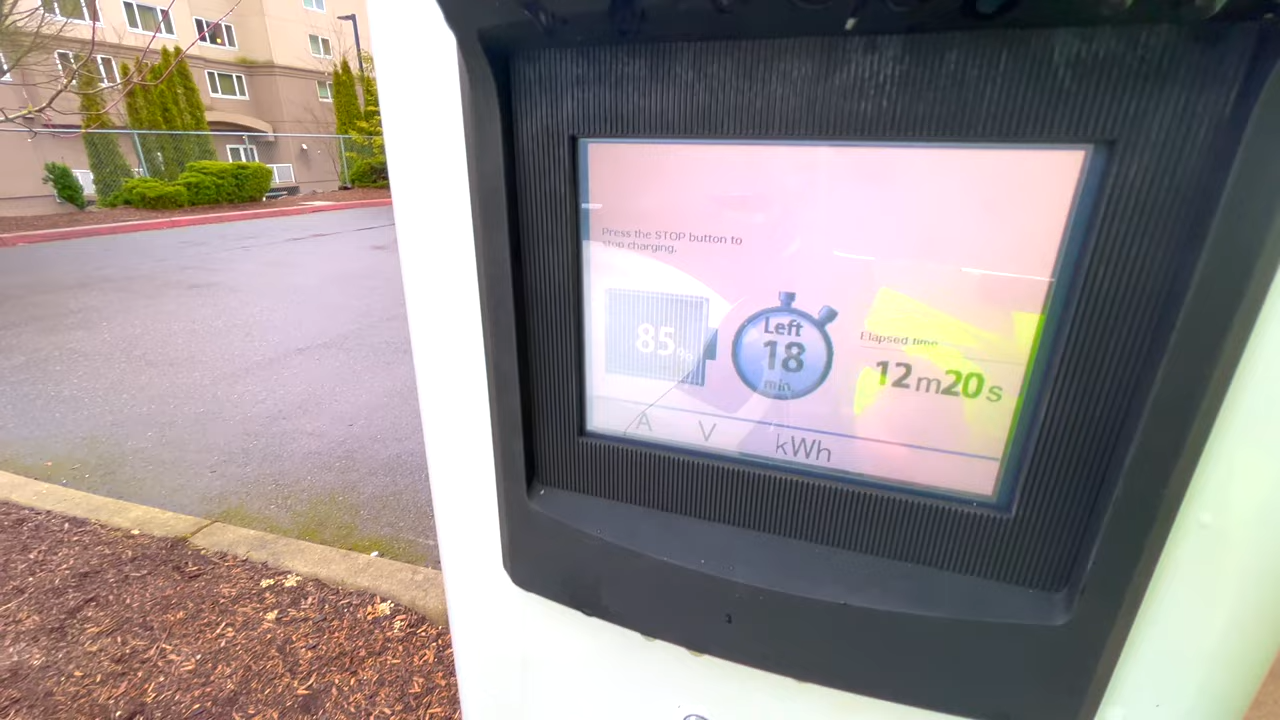 Press the STOP button to
stop charging.
85%
Left
18
min.
Elapsed time
12m20s
A V kWh